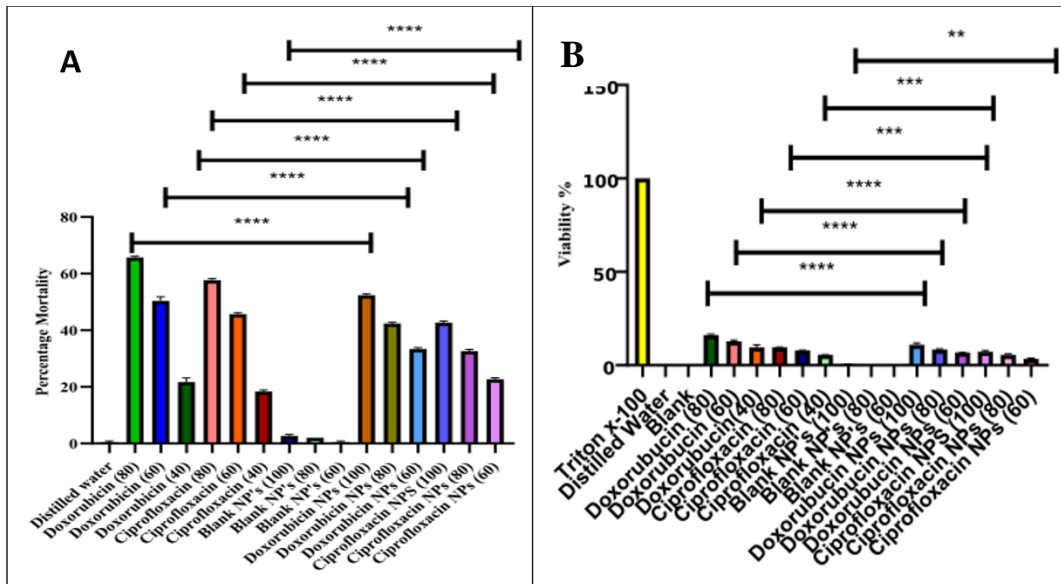 A
****
****
****
****
****
****
Percentage Mortality
80
60
40
20
0
Distilled water
Doxorubicin (80)
Doxorubicin (60)
Doxorubicin (40)
Ciprofloxacin (80)
Ciprofloxacin (60)
Ciprofloxacin (40)
Blank NP's (100)
Blank NP's (80)
Blank NP's (60)
Doxorubicin NPs (100)
Doxorubicin NPs (80)
Doxorubicin NPs (60)
Ciprofloxacin NPS (100)
Ciprofloxacin NPs (80)
Ciprofloxacin NPs (60)
B
**
***
***
****
****
****
Viability %
150
100
50
0
Triton x-100
Distilled Water
Blank
Doxorubucin (80)
Doxorubucin (60)
Doxorubucin (40)
Ciprofloxacin (80)
Ciprofloxacin (60)
Ciprofloxacin (40)
Blank NP's (100)
Blank NP's (80)
Blank NP's (60)
Doxorubucin NPs (100)
Doxorubucin NPs (80)
Doxorubucin NPs (60)
Ciprofloxacin NPS (100)
Ciprofloxacin NPs (80)
Ciprofloxacin NPs (60)